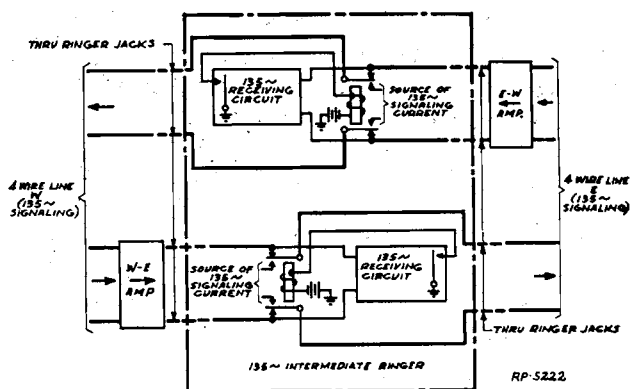 THRU RINGER JACKS
135~
RECEIVING
CIRCUIT
SOURCE OF
135~
SIGNALING
CURRENT
E-W
AMP.
4 WIRE LINE
W
(135~
SIGNALING)
4 WIRE LINE
E
(135~
SIGNALING)
W-E
AMP
SOURCE OF
135~
SIGNALING
CURRENT
135~
RECEIVING
CIRCUIT
THRU RINGER JACKS
135~ INTERMEDIATE RINGER
RP-5222